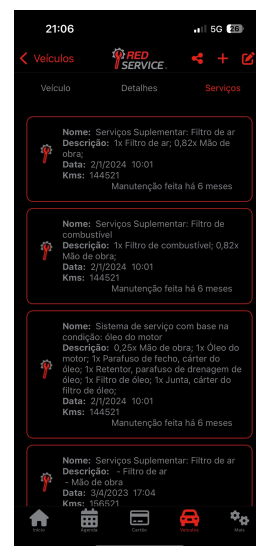 21:06
5G 26
Veículos
RED
SERVICE
Veículo Detalhes Serviços
Nome: Serviços Suplementar: Filtro de ar
Descrição: 1x Filtro de ar; 0,82x Mão de
obra;
Data: 2/1/2024 10:01
Kms: 144521
Manutenção feita há 6 meses
Nome: Serviços Suplementar: Filtro de
combustível
Descrição: 1x Filtro de combustível; 0,82x
Mão de obra;
Data: 2/1/2024 10:01
Kms: 144521
Manutenção feita há 6 meses
Nome: Sistema de serviço com base na
condição: óleo do motor
Descrição: 0,25x Mão de obra; 1x Óleo do
motor; 1x Parafuso de fecho, cárter do
óleo; 1x Retentor, parafuso de drenagem de
óleo; 1x Filtro de óleo; 1x Junta, cárter do
filtro de óleo;
Data: 2/1/2024 10:01
Kms: 144521
Manutenção feita há 6 meses
Nome: Serviços Suplementar: Filtro de ar
Descrição: - Filtro de ar
- Mão de obra
Data: 3/4/2023 17:04
Kms: 156521
Início Agenda Cartão Veículos Mais